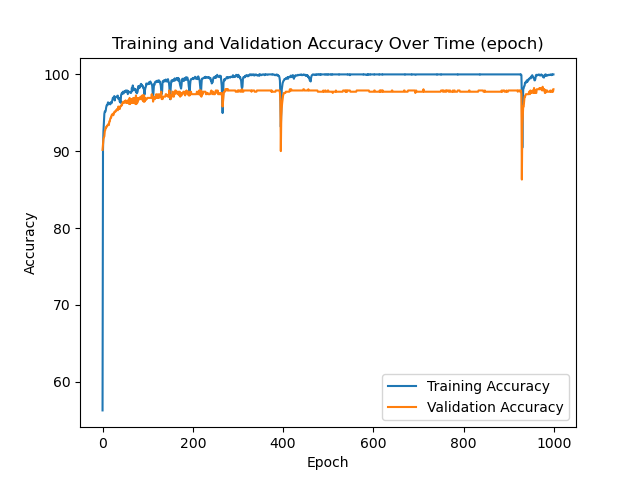 Training and Validation Accuracy Over Time (epoch)
100
90
80
70
60
Accuracy
0
200
400
600
800
1000
Epoch
Training Accuracy
Validation Accuracy